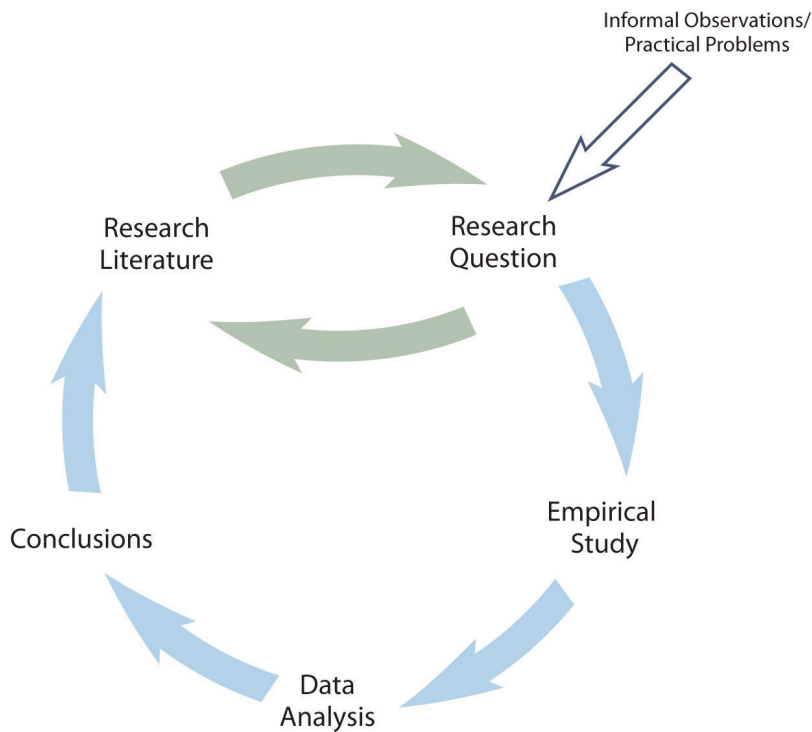 Informal Observations/
Practical Problems
Research
Literature
Research
Question
Empirical
Study
Conclusions
Data
Analysis